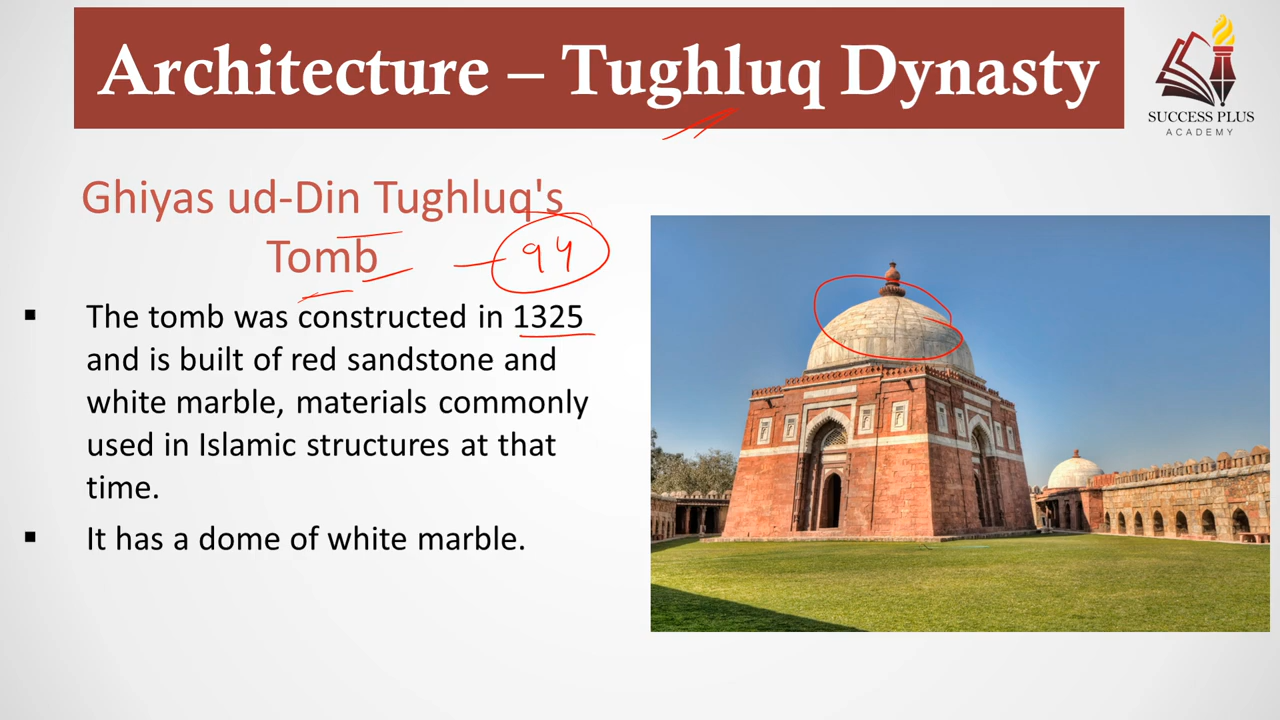 Architecture – Tughluq Dynasty
SUCCESS PLUS
ACADEMY
Ghiyas ud-Din Tughluq's
Tomb
94
▪ The tomb was constructed in 1325
and is built of red sandstone and
white marble, materials commonly
used in Islamic structures at that
time.
▪ It has a dome of white marble.